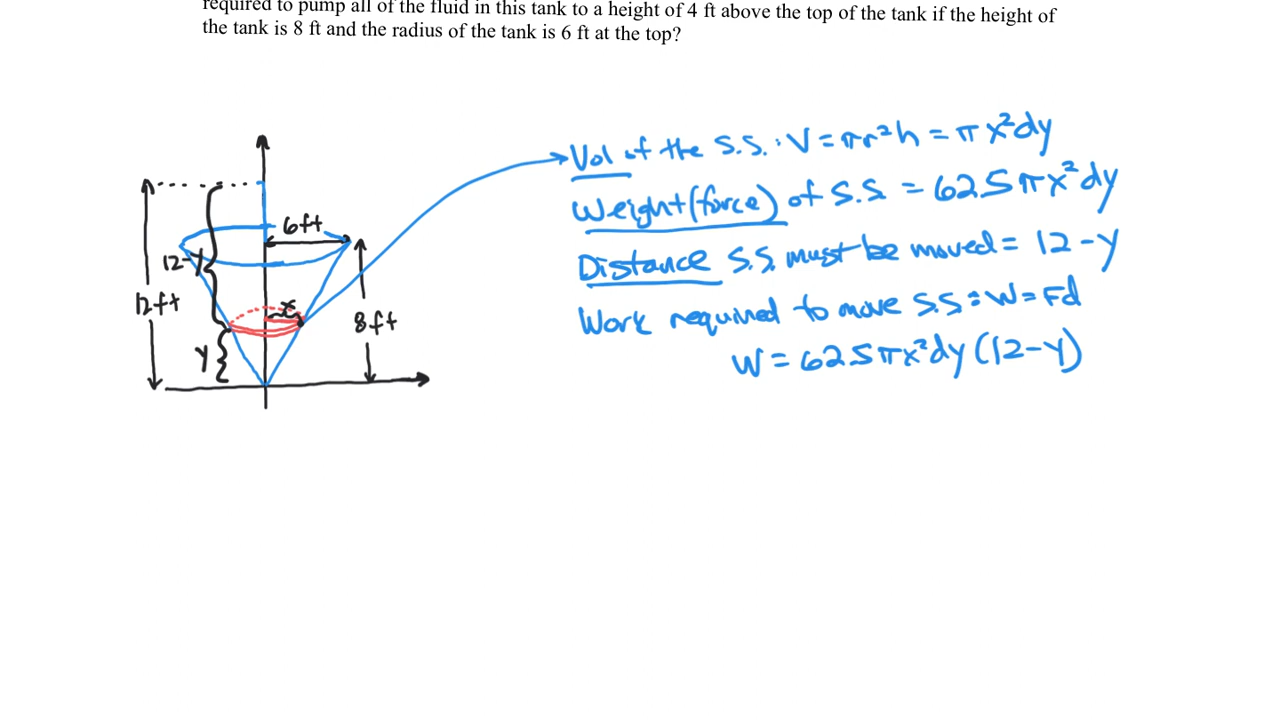 required to pump all of the fluid in this tank to a height of 4 ft above the top of the tank if the height of
the tank is 8 ft and the radius of the tank is 6 ft at the top?
Vol of the S.S.: V = πr²h = πx²dy
Weight (force) of S.S = 62.5πx²dy
Distance S.S. must be moved = 12-y
Work required to move S.S: W = Fd
W = 62.5πx²dy (12-y)
6ft
12-y
x
12ft
8ft
y